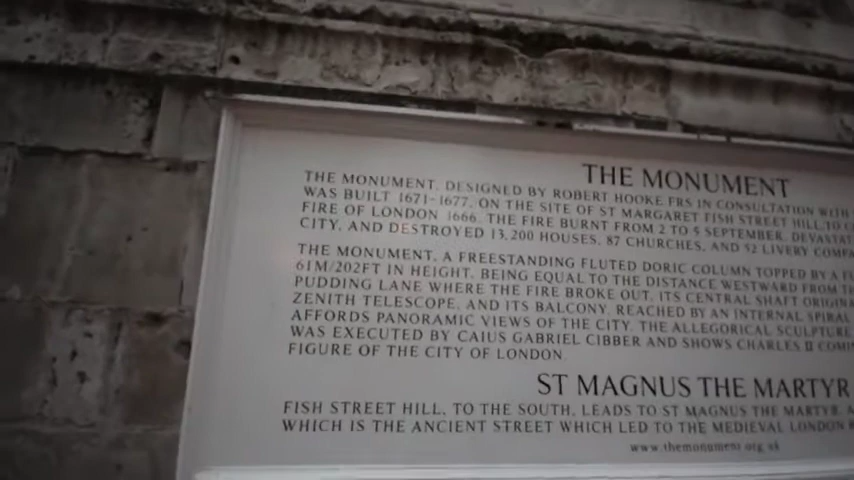 THE MONUMENT
THE MONUMENT, DESIGNED BY ROBERT HOOKE FRS IN CONSULTATION WITH
WAS BUILT 1671-1677, ON THE SITE OF ST MARGARET FISH STREET HILL, TO
FIRE OF LONDON 1666. THE FIRE BURNT FROM 2 TO 5 SEPTEMBER,
CITY, AND DESTROYED 13,200 HOUSES, 87 CHURCHES, AND 52 LIVERY
THE MONUMENT, A FREESTANDING FLUTED DORIC COLUMN TOPPED BY A
61M/202FT IN HEIGHT, BEING EQUAL TO THE DISTANCE WESTWARD FROM
PUDDING LANE WHERE THE FIRE BROKE OUT. ITS CENTRAL SHAFT
ZENITH TELESCOPE, AND ITS BALCONY, REACHED BY AN INTERNAL SPIRAL
AFFORDS PANORAMIC VIEWS OF THE CITY. THE ALLEGORICAL SCULPTURE
WAS EXECUTED BY CAIUS GABRIEL CIBBER AND SHOWS CHARLES II
FIGURE OF THE CITY OF LONDON.
ST MAGNUS THE MARTYR
FISH STREET HILL, TO THE SOUTH, LEADS TO ST MAGNUS THE MARTYR,
WHICH IS THE ANCIENT STREET WHICH LED TO THE MEDIEVAL LONDON
www.themonument.org.uk